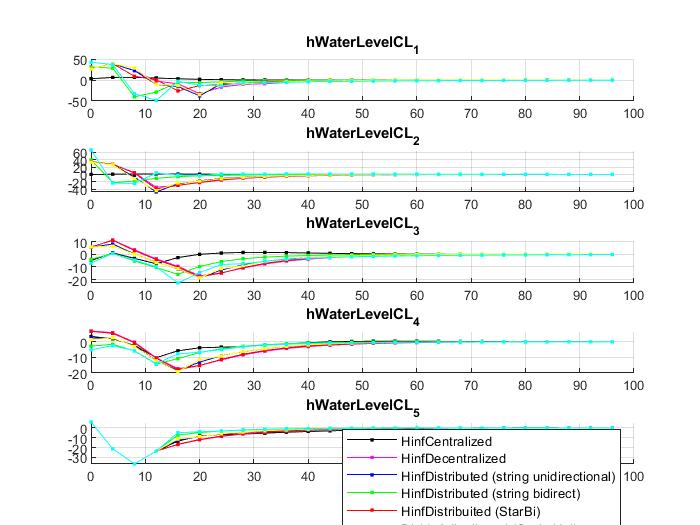 hWaterLevelCL1
50
0
-50
0 10 20 30 40 50 60 70 80 90 100
hWaterLevelCL2
60
40
20
0
-20
-40
0 10 20 30 40 50 60 70 80 90 100
hWaterLevelCL3
10
0
-10
-20
0 10 20 30 40 50 60 70 80 90 100
hWaterLevelCL4
0
-10
-20
0 10 20 30 40 50 60 70 80 90 100
hWaterLevelCL5
0
-10
-20
-30
0 10 20 30 40 100
HinfCentralized
HinfDecentralized
HinfDistributed (string unidirectional)
HinfDistributed (string bidirect)
HinfDistribuited (StarBi)